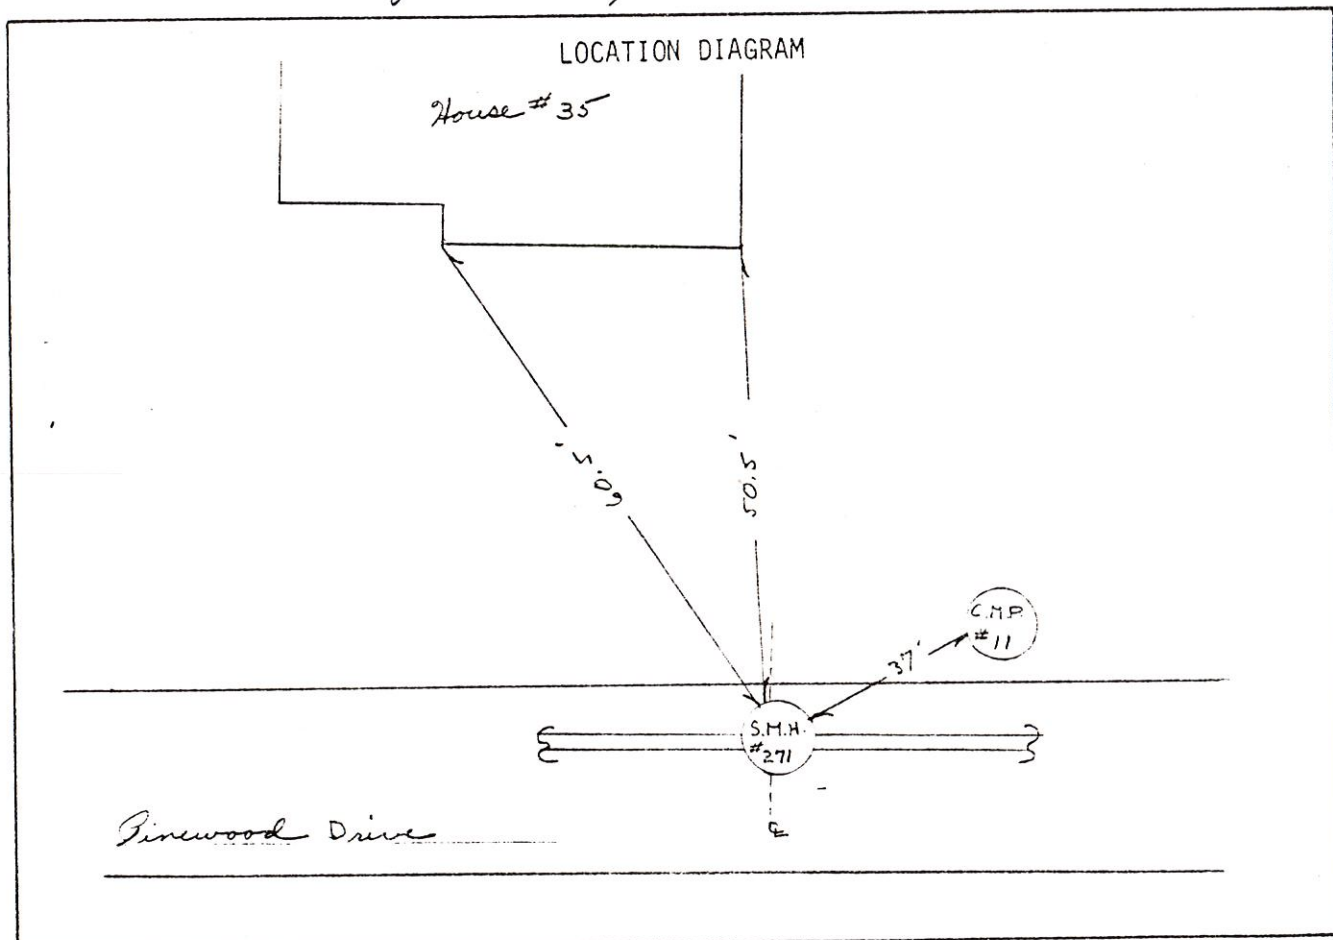 LOCATION DIAGRAM
House # 35
60.5'
50.5'
37'
C.M.P.
# 11
S.M.H.
#271
Pinewood Drive
℄